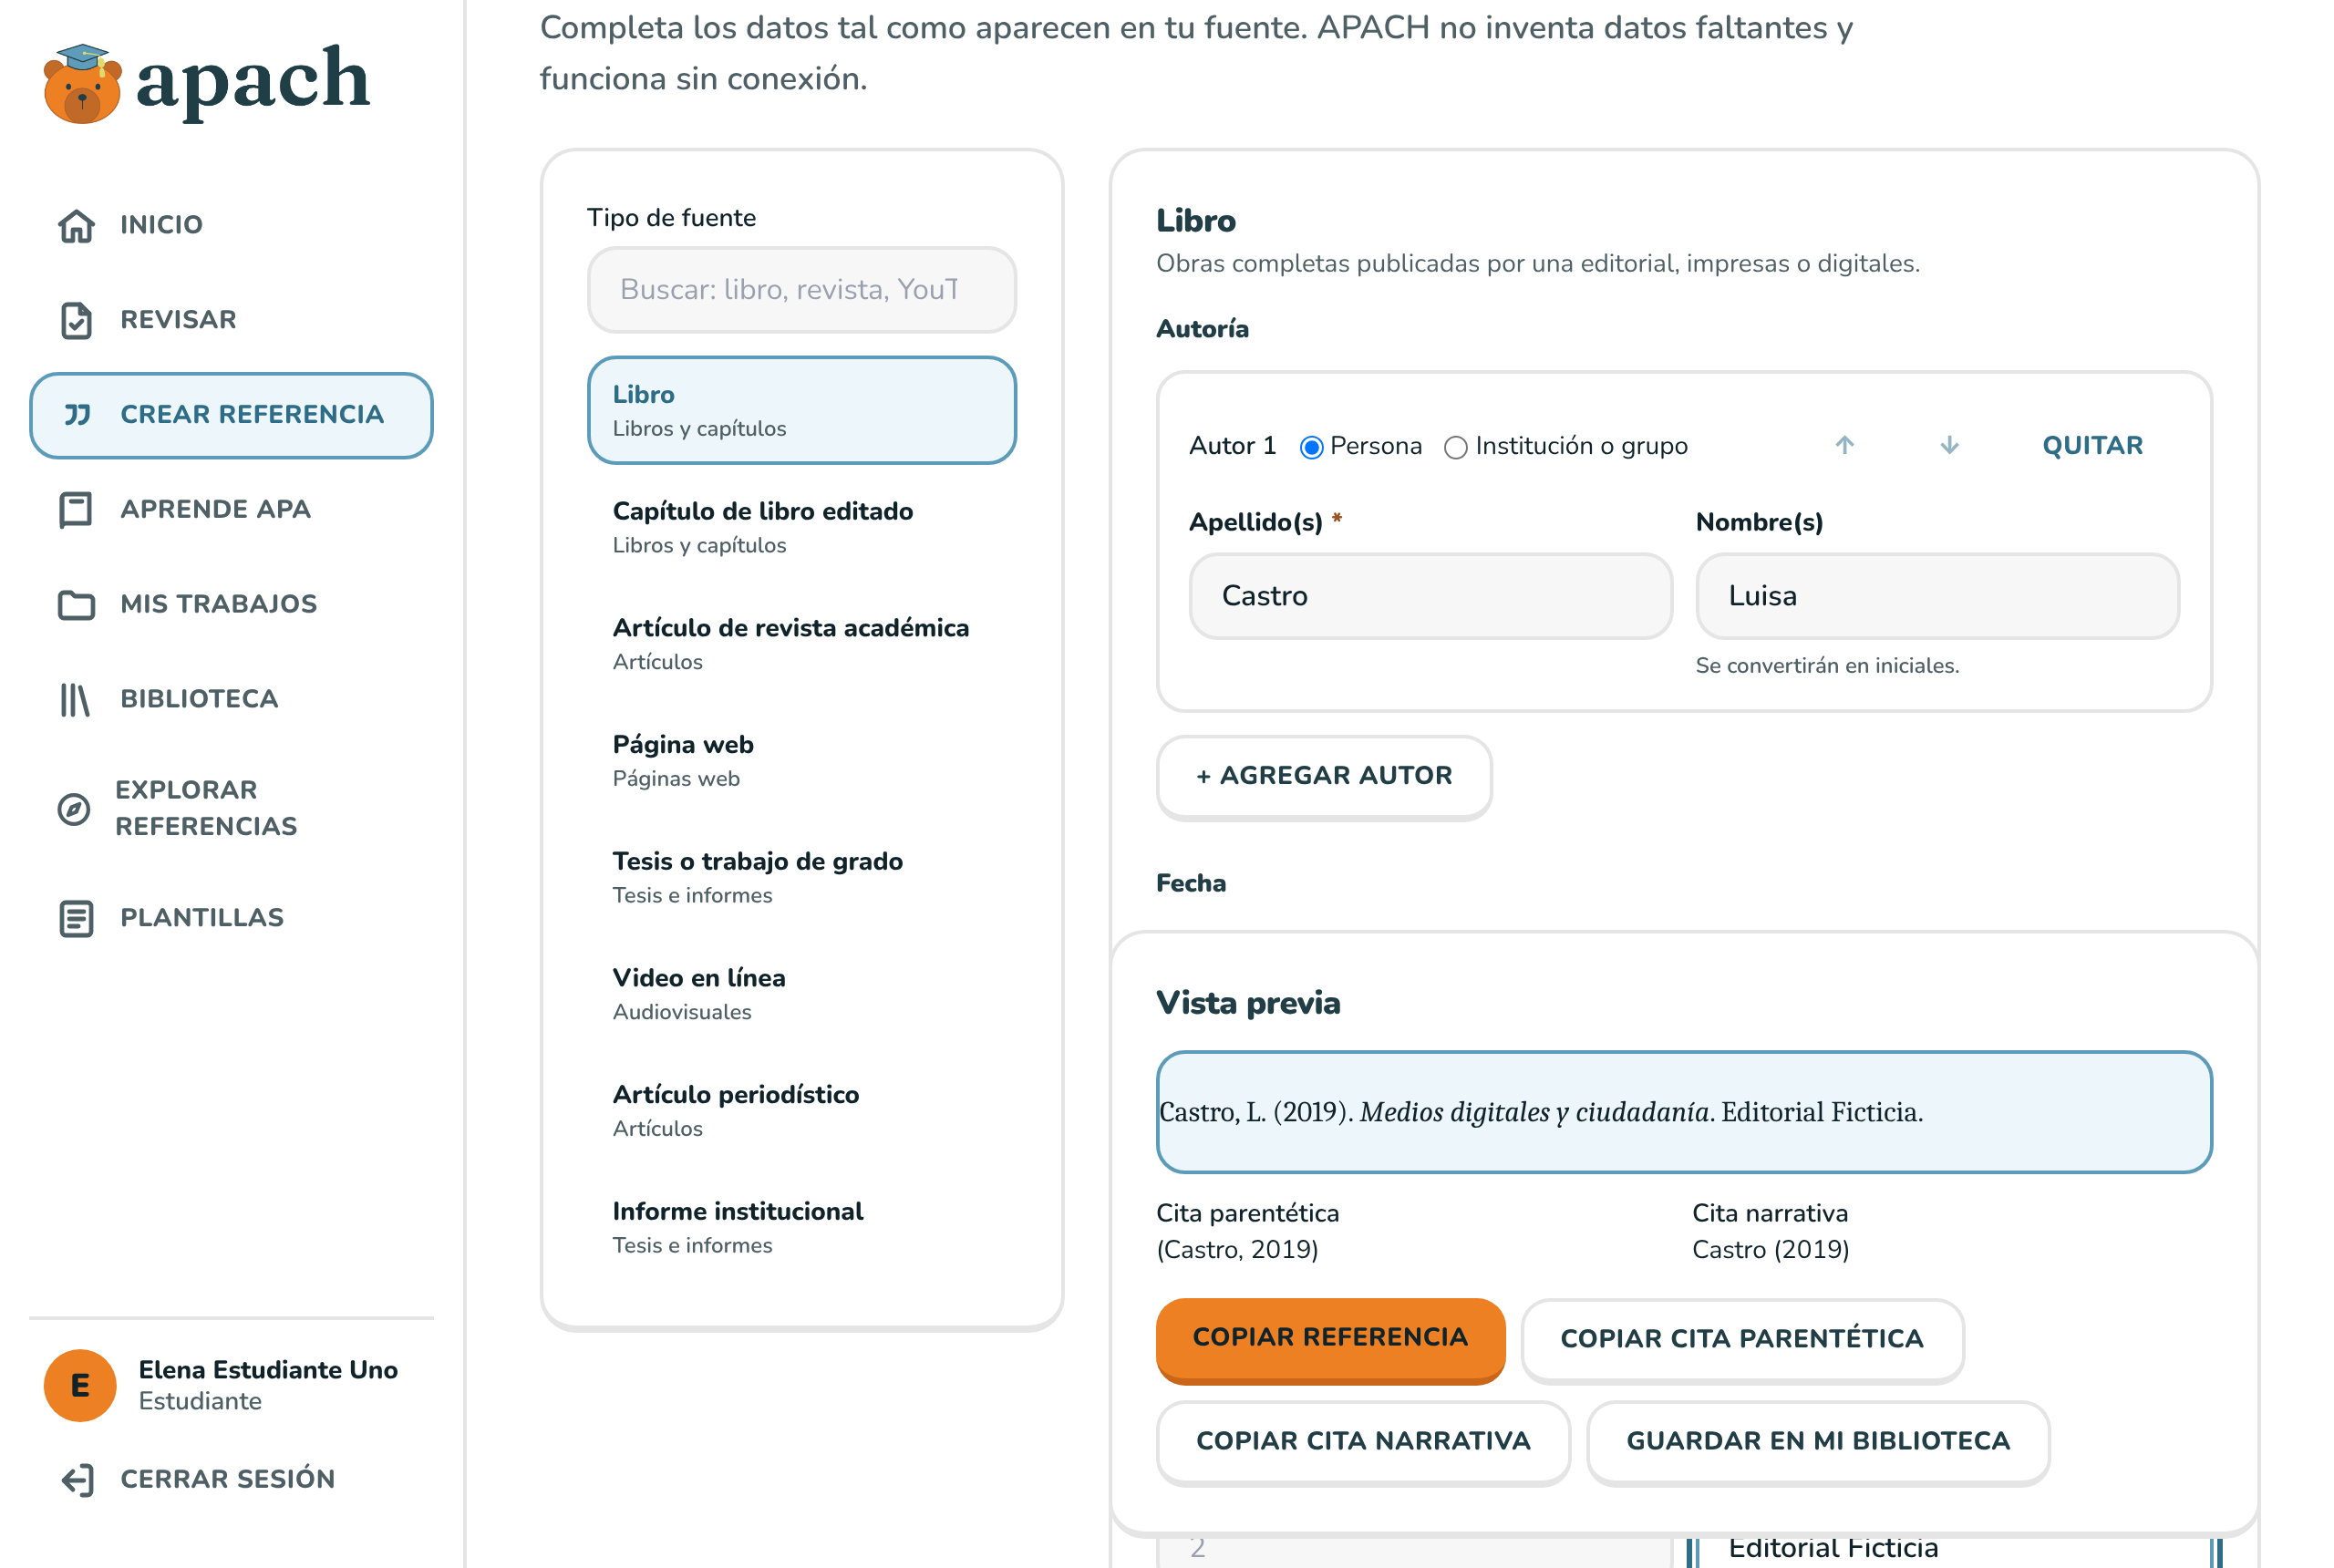 apach
INICIO
REVISAR
CREAR REFERENCIA
APRENDE APA
MIS TRABAJOS
BIBLIOTECA
EXPLORAR
REFERENCIAS
PLANTILLAS
E
Elena Estudiante Uno
Estudiante
CERRAR SESIÓN
Completa los datos tal como aparecen en tu fuente. APACH no inventa datos faltantes y
funciona sin conexión.
Tipo de fuente
Buscar: libro, revista, YouT
Libro
Libros y capítulos
Capítulo de libro editado
Libros y capítulos
Artículo de revista académica
Artículos
Página web
Páginas web
Tesis o trabajo de grado
Tesis e informes
Video en línea
Audiovisuales
Artículo periodístico
Artículos
Informe institucional
Tesis e informes
Libro
Obras completas publicadas por una editorial, impresas o digitales.
Autoría
Autor 1 Persona Institución o grupo ↑ ↓ QUITAR
Apellido(s) * Nombre(s)
Castro Luisa
Se convertirán en iniciales.
+ AGREGAR AUTOR
Fecha
Vista previa
Castro, L. (2019). Medios digitales y ciudadanía. Editorial Ficticia.
Cita parentética Cita narrativa
(Castro, 2019) Castro (2019)
COPIAR REFERENCIA COPIAR CITA PARENTÉTICA
COPIAR CITA NARRATIVA GUARDAR EN MI BIBLIOTECA
2 Editorial Ficticia